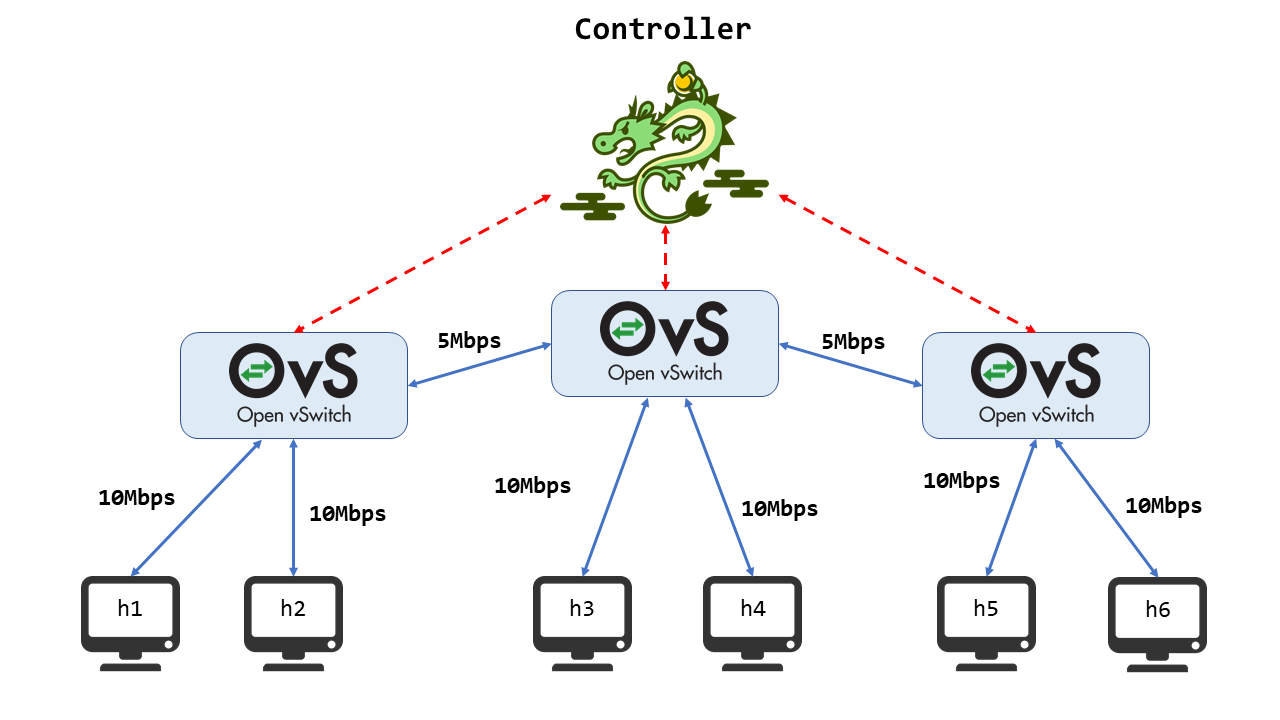 Controller
OvS
Open vSwitch
5Mbps
OvS
Open vSwitch
5Mbps
OvS
Open vSwitch
10Mbps
10Mbps
10Mbps
10Mbps
10Mbps
10Mbps
h1
h2
h3
h4
h5
h6